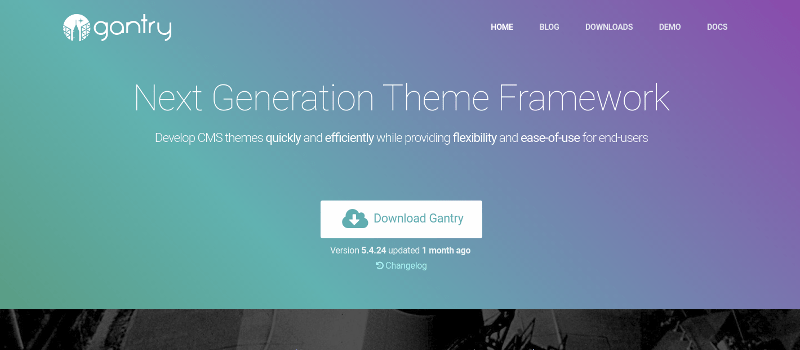 gantry
HOME BLOG DOWNLOADS DEMO DOCS
Next Generation Theme Framework
Develop CMS themes quickly and efficiently while providing flexibility and ease-of-use for end-users
Download Gantry
Version 5.4.24 updated 1 month ago
Changelog